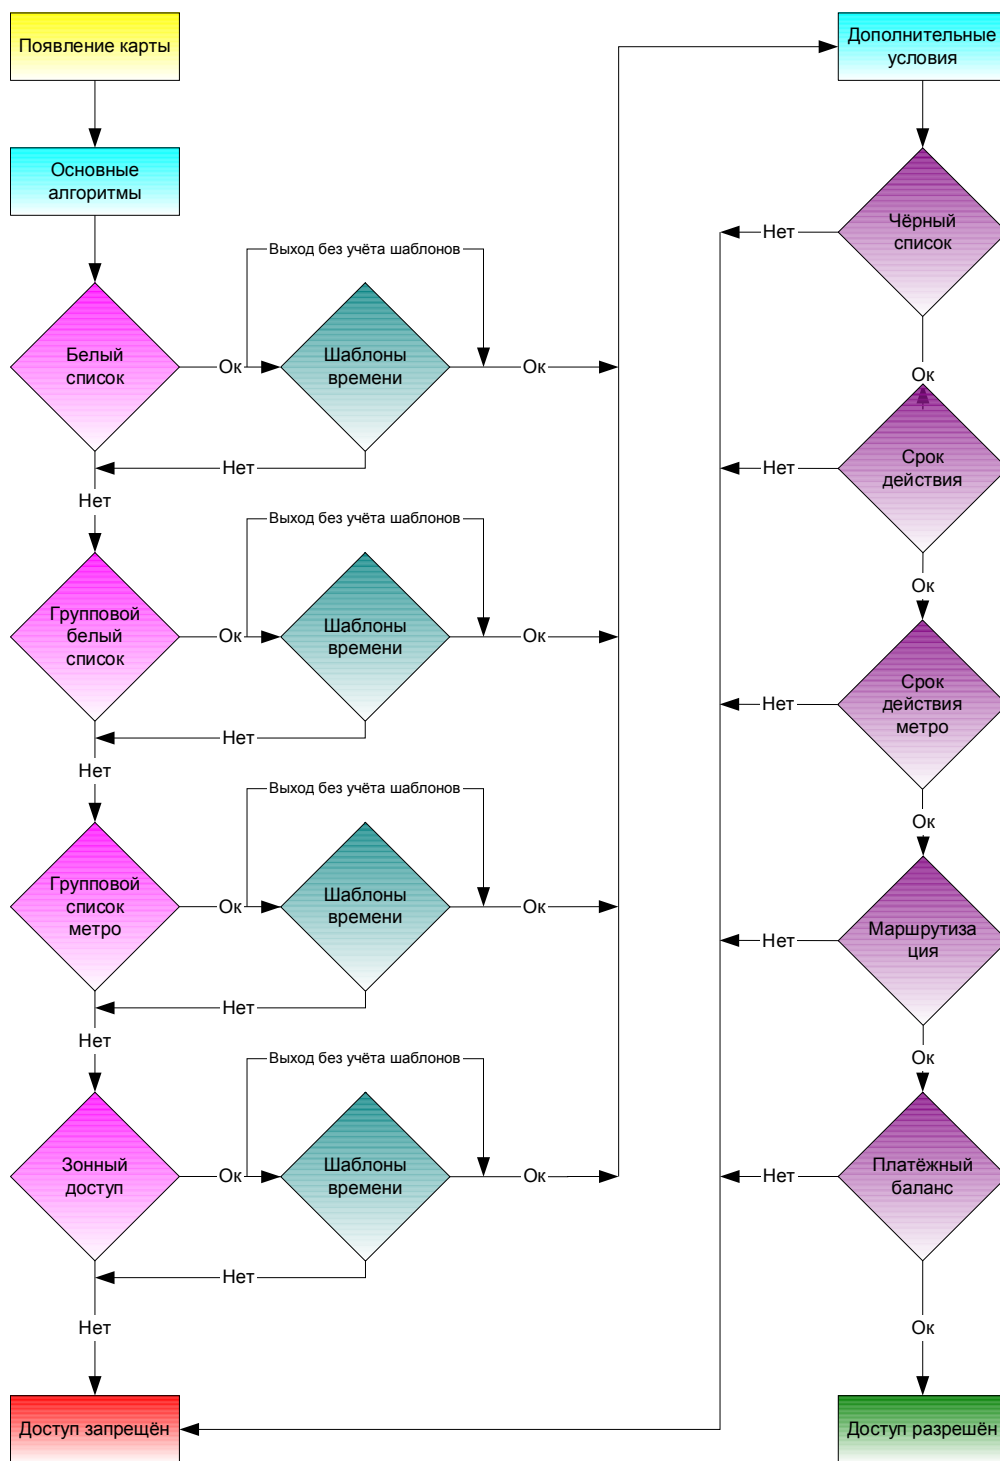 Появление карты
Основные
алгоритмы
Выход без учёта шаблонов
Белый
список
Ок
Шаблоны
времени
Ок
Нет
Нет
Выход без учёта шаблонов
Групповой
белый
список
Ок
Шаблоны
времени
Ок
Нет
Нет
Выход без учёта шаблонов
Групповой
список
метро
Ок
Шаблоны
времени
Ок
Нет
Нет
Выход без учёта шаблонов
Зонный
доступ
Ок
Шаблоны
времени
Ок
Нет
Нет
Доступ запрещён
Дополнительные
условия
Чёрный
список
Нет
Ок
Срок
действия
Нет
Ок
Срок
действия
метро
Нет
Ок
Маршрутиза
ция
Нет
Ок
Платёжный
баланс
Нет
Ок
Доступ разрешён